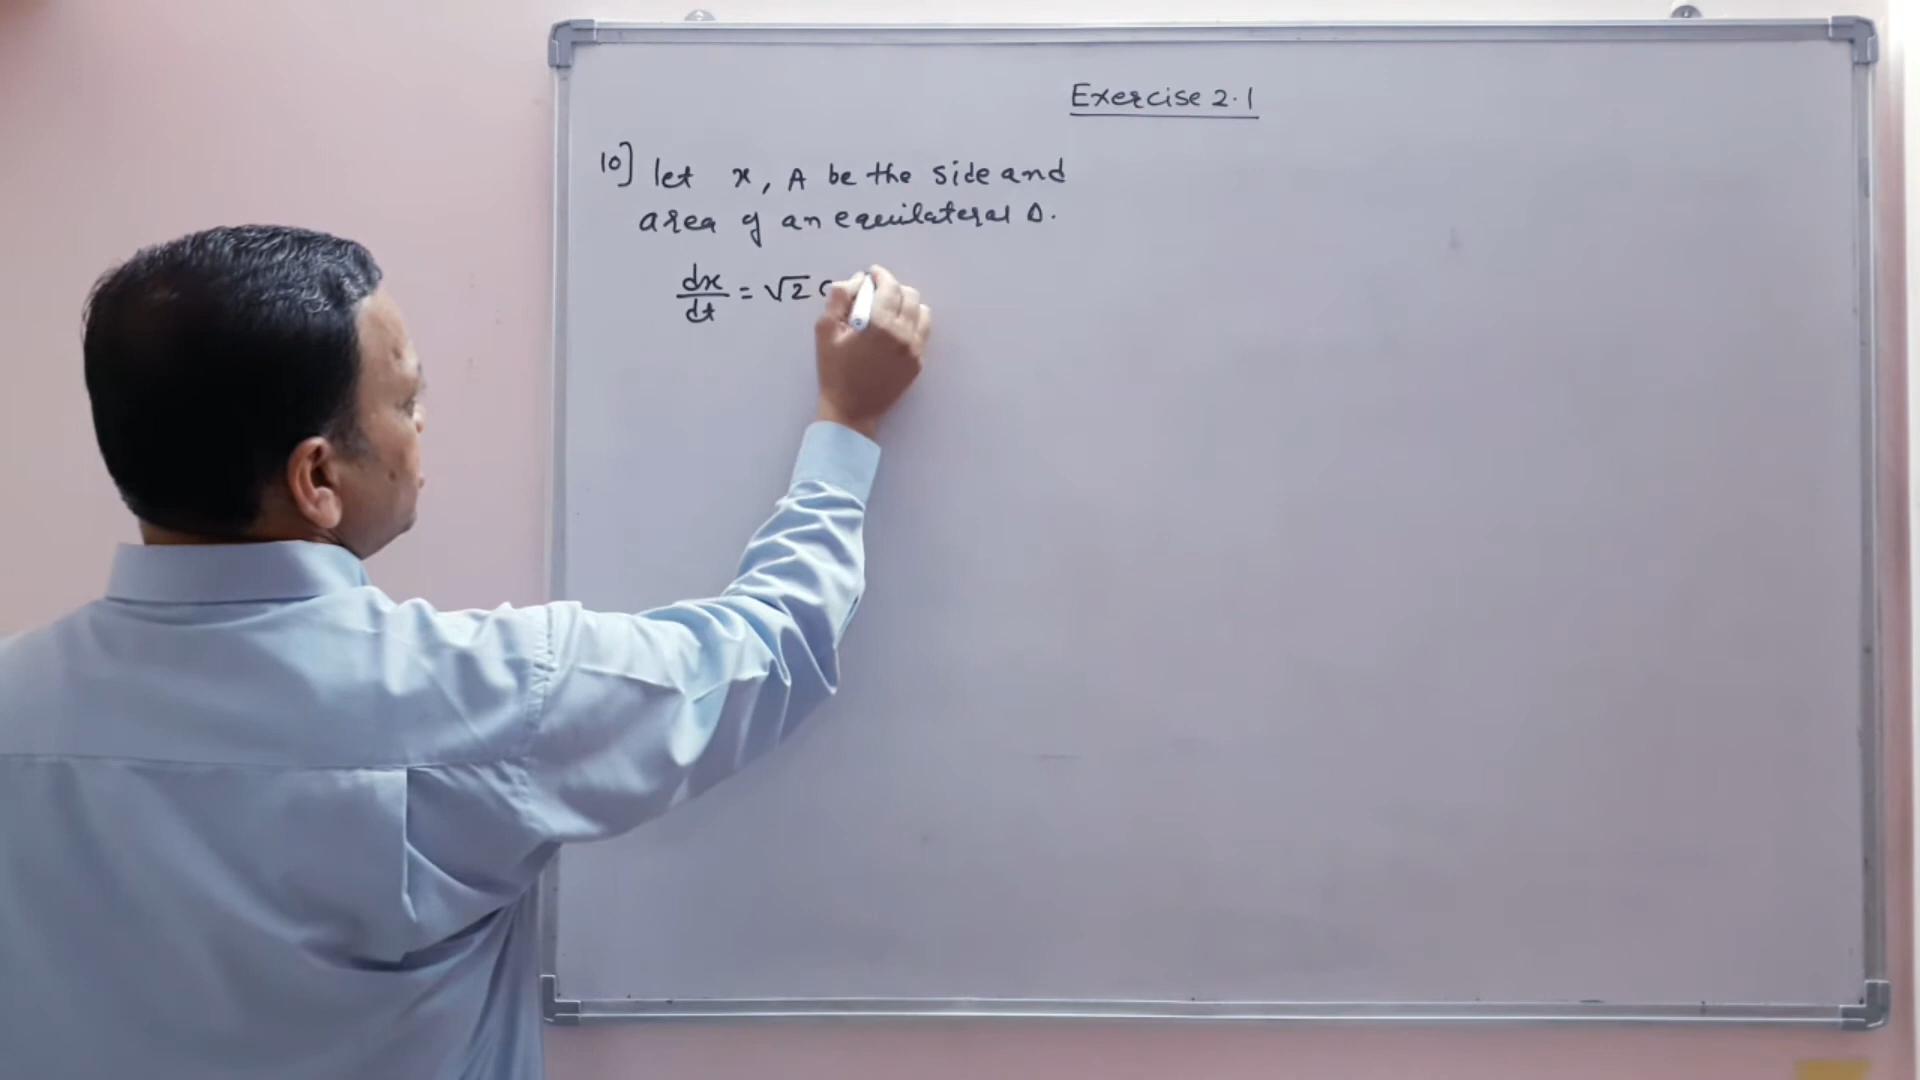 Exercise 2.1
10] let x, A be the side and
area of an equilateral Δ.
dx/dt = √2 c